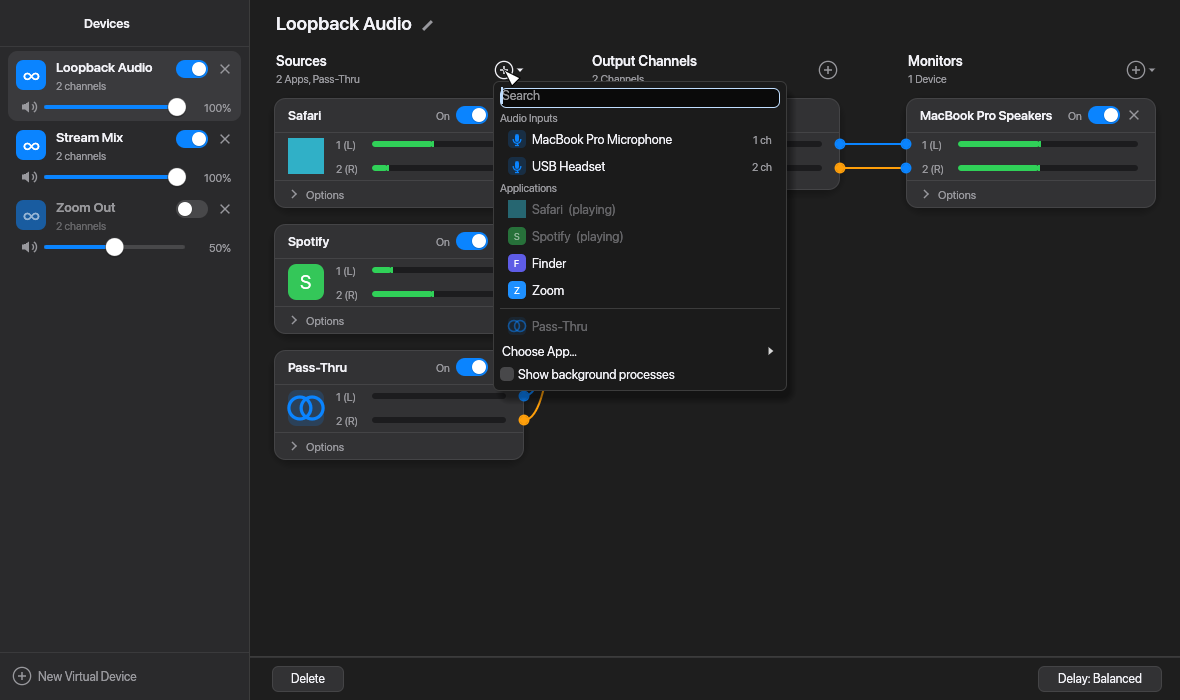 Devices
Loopback Audio
2 channels
100%
Stream Mix
2 channels
100%
Zoom Out
2 channels
50%
New Virtual Device
Loopback Audio
Sources
2 Apps, Pass-Thru
Output Channels
2 Channels
Monitors
1 Device
Safari
On
1 (L)
2 (R)
Options
Spotify
On
S
1 (L)
2 (R)
Options
Pass-Thru
On
1 (L)
2 (R)
Options
Search
Audio Inputs
MacBook Pro Microphone 1 ch
USB Headset 2 ch
Applications
Safari (playing)
S Spotify (playing)
F Finder
Z Zoom
Pass-Thru
Choose App...
Show background processes
MacBook Pro Speakers
On
1 (L)
2 (R)
Options
Delete
Delay: Balanced